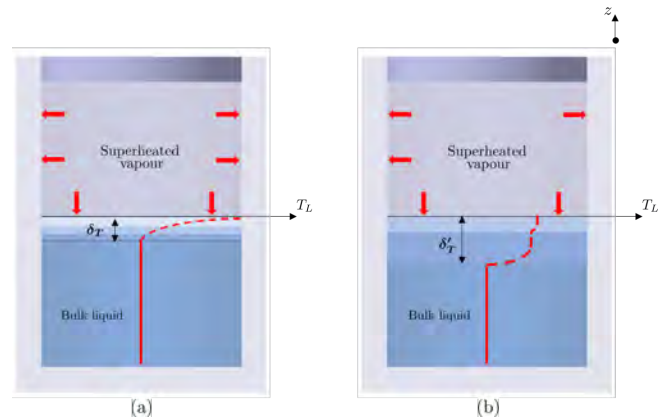 z
Superheated
vapour
T_L
δ_T
Bulk liquid
(a)
Superheated
vapour
T_L
δ'_T
Bulk liquid
(b)